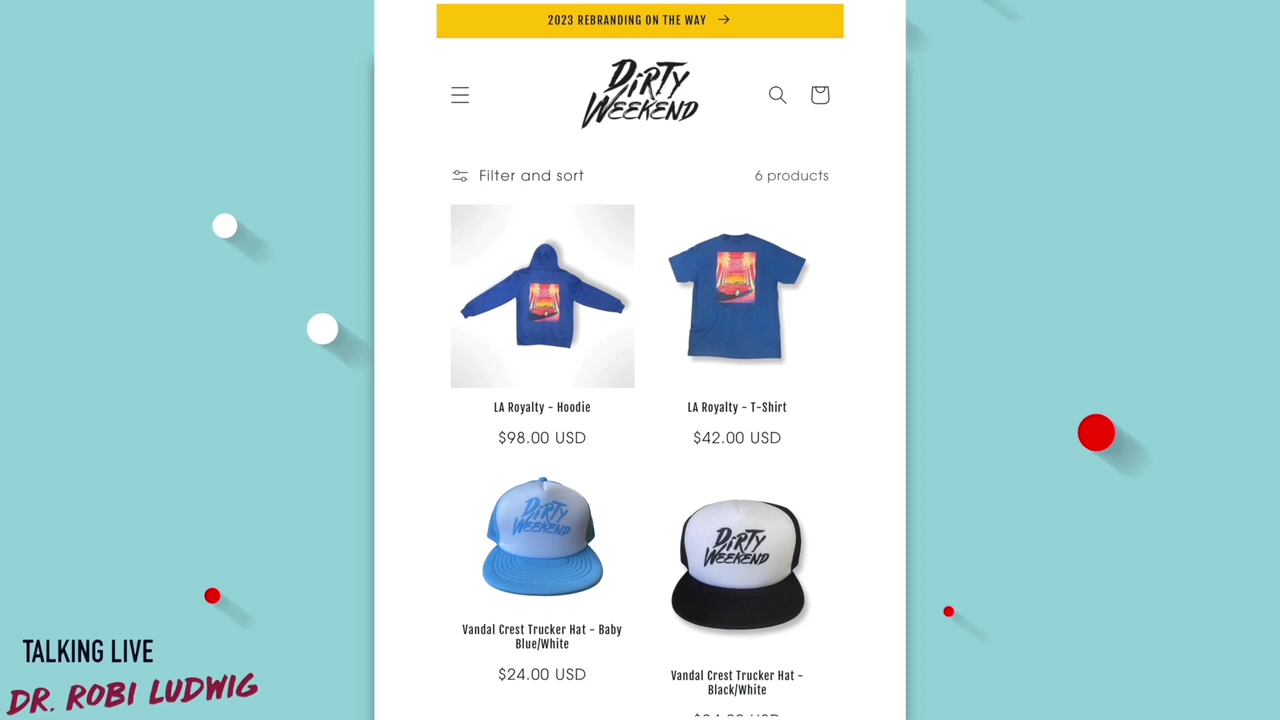 2023 REBRANDING ON THE WAY →
DIRTY
WEEKEND
Filter and sort
6 products
LA Royalty - Hoodie
LA Royalty - T-Shirt
$98.00 USD
$42.00 USD
DIRTY
WEEKEND
DIRTY
WEEKEND
Vandal Crest Trucker Hat - Baby
Blue/White
$24.00 USD
Vandal Crest Trucker Hat -
Black/White
TALKING LIVE
DR. ROBI LUDWIG